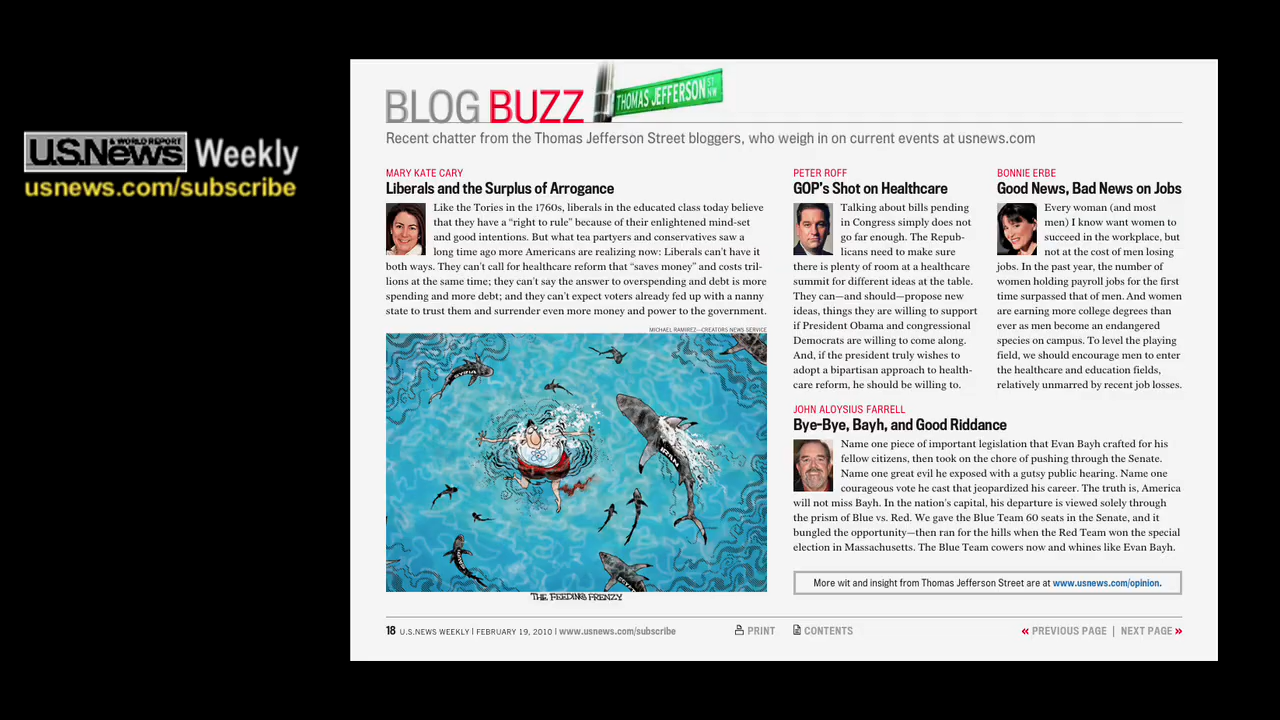 U.S.News & WORLD REPORT Weekly
usnews.com/subscribe
BLOG BUZZ
THOMAS JEFFERSON ST NW
Recent chatter from the Thomas Jefferson Street bloggers, who weigh in on current events at usnews.com
MARY KATE CARY
Liberals and the Surplus of Arrogance
Like the Tories in the 1760s, liberals in the educated class today believe
that they have a “right to rule” because of their enlightened mind-set
and good intentions. But what tea partyers and conservatives saw a
long time ago more Americans are realizing now: Liberals can't have it
both ways. They can't call for healthcare reform that “saves money” and costs tril-
lions at the same time; they can't say the answer to overspending and debt is more
spending and more debt; and they can't expect voters already fed up with a nanny
state to trust them and surrender even more money and power to the government.
MICHAEL RAMIREZ—CREATORS NEWS SERVICE
THE FEEDING FRENZY
PETER ROFF
GOP's Shot on Healthcare
Talking about bills pending
in Congress simply does not
go far enough. The Repub-
licans need to make sure
there is plenty of room at a healthcare
summit for different ideas at the table.
They can—and should—propose new
ideas, things they are willing to support
if President Obama and congressional
Democrats are willing to come along.
And, if the president truly wishes to
adopt a bipartisan approach to health-
care reform, he should be willing to.
BONNIE ERBE
Good News, Bad News on Jobs
Every woman (and most
men) I know want women to
succeed in the workplace, but
not at the cost of men losing
jobs. In the past year, the number of
women holding payroll jobs for the first
time surpassed that of men. And women
are earning more college degrees than
ever as men become an endangered
species on campus. To level the playing
field, we should encourage men to enter
the healthcare and education fields,
relatively unmarred by recent job losses.
JOHN ALOYSIUS FARRELL
Bye-Bye, Bayh, and Good Riddance
Name one piece of important legislation that Evan Bayh crafted for his
fellow citizens, then took on the chore of pushing through the Senate.
Name one great evil he exposed with a gutsy public hearing. Name one
courageous vote he cast that jeopardized his career. The truth is, America
will not miss Bayh. In the nation's capital, his departure is viewed solely through
the prism of Blue vs. Red. We gave the Blue Team 60 seats in the Senate, and it
bungled the opportunity—then ran for the hills when the Red Team won the special
election in Massachusetts. The Blue Team cowers now and whines like Evan Bayh.
More wit and insight from Thomas Jefferson Street are at www.usnews.com/opinion.
18 U.S.NEWS WEEKLY | FEBRUARY 19, 2010 | www.usnews.com/subscribe
PRINT
CONTENTS
« PREVIOUS PAGE | NEXT PAGE »